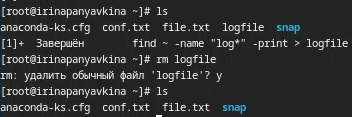 [root@irinapanyavkina ~]# ls
anaconda-ks.cfg  conf.txt  file.txt  logfile  snap
[1]+  Завершён        find ~ -name "log*" -print > logfile
[root@irinapanyavkina ~]# rm logfile
rm: удалить обычный файл 'logfile'? y
[root@irinapanyavkina ~]# ls
anaconda-ks.cfg  conf.txt  file.txt  snap